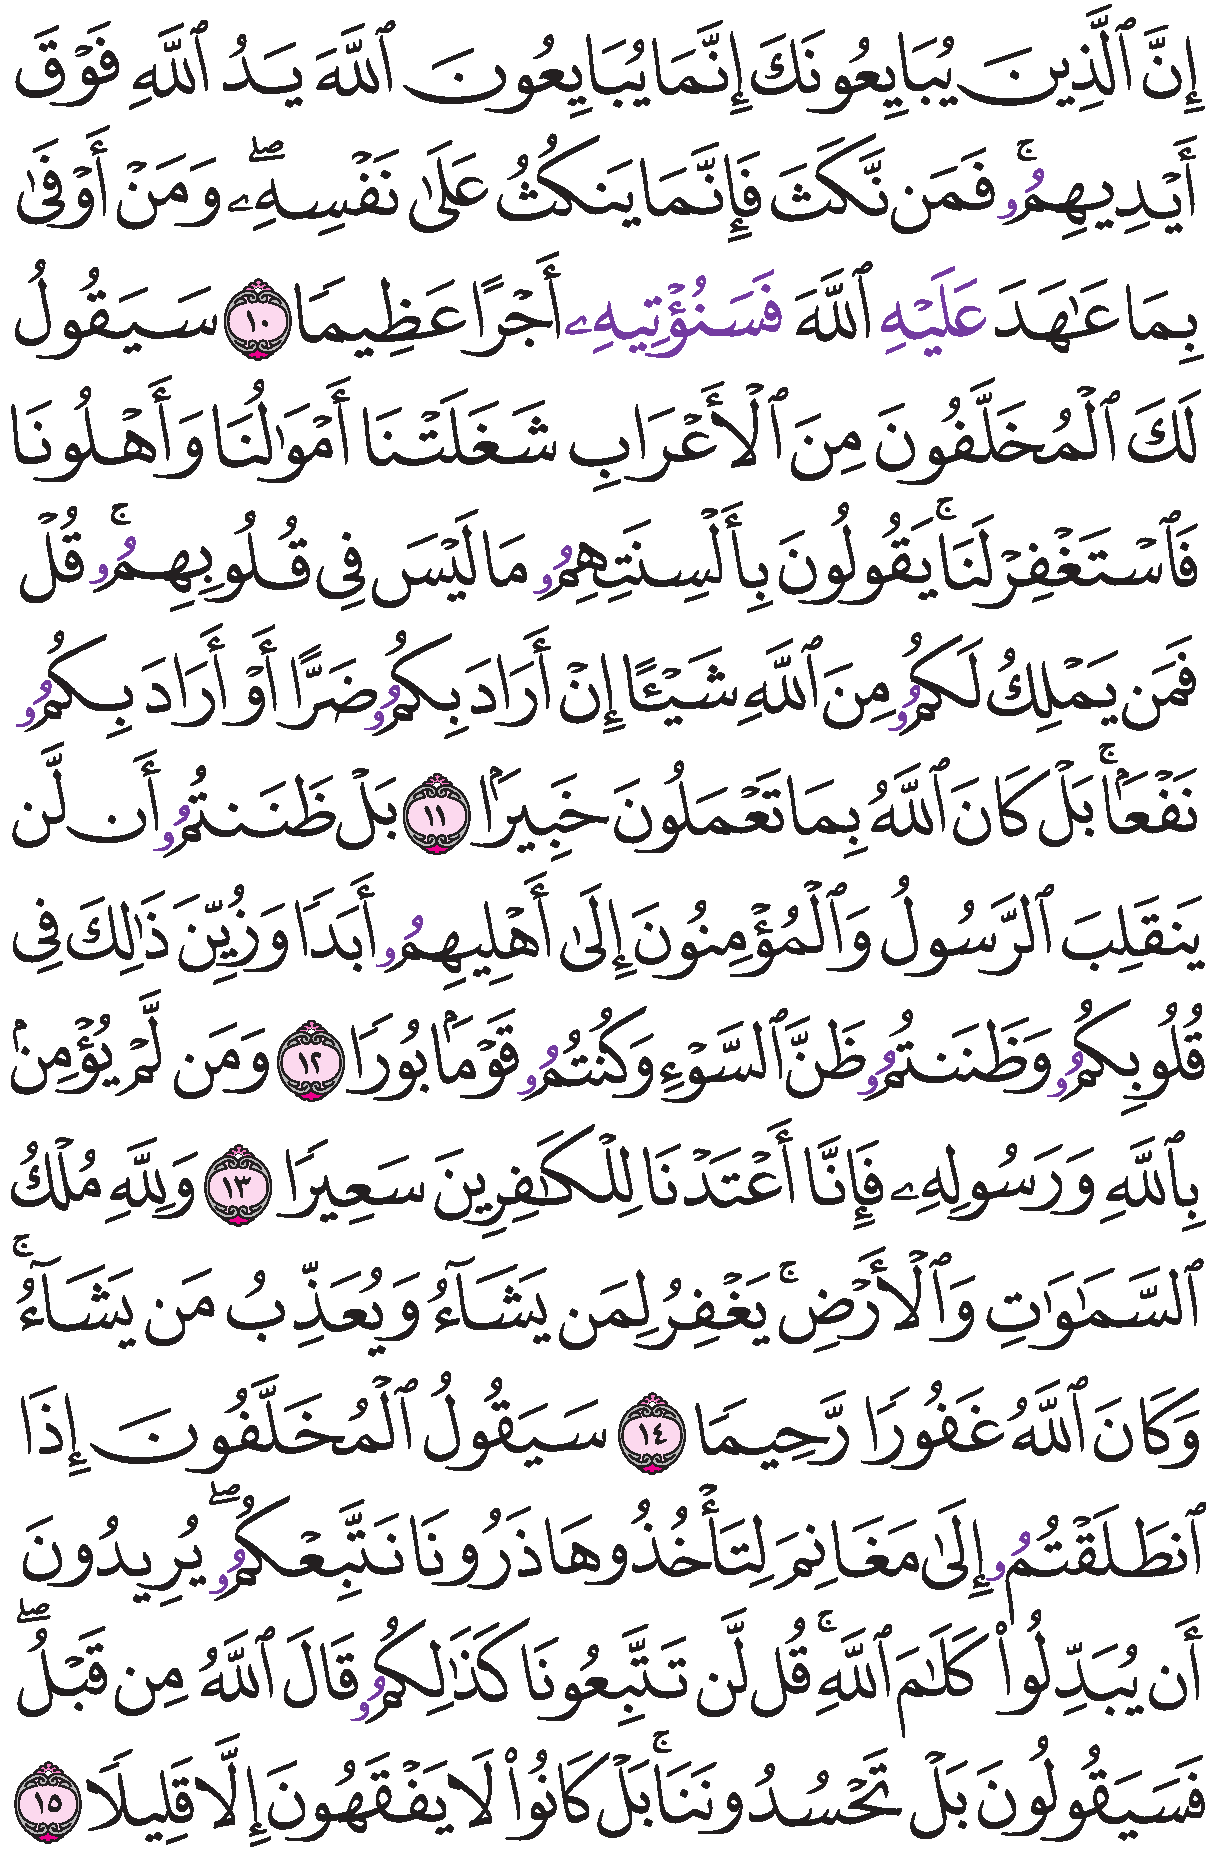 إِنَّ ٱلَّذِينَ يُبَايِعُونَكَ إِنَّمَا يُبَايِعُونَ ٱللَّهَ يَدُ ٱللَّهِ فَوۡقَ
أَيۡدِيهِمُۥۚ فَمَن نَّكَثَ فَإِنَّمَا يَنكُثُ عَلَىٰ نَفۡسِهِۦۖ وَمَنۡ أَوۡفَىٰ
بِمَا عَٰهَدَ عَلَيۡهِ ٱللَّهَ فَسَنُؤۡتِيهِۦ أَجۡرًا عَظِيمٗا ١٠ سَيَقُولُ
لَكَ ٱلۡمُخَلَّفُونَ مِنَ ٱلۡأَعۡرَابِ شَغَلَتۡنَا أَمۡوَٰلُنَا وَأَهۡلُونَا
فَٱسۡتَغۡفِرۡ لَنَاۚ يَقُولُونَ بِأَلۡسِنَتِهِمُۥ مَا لَيۡسَ فِي قُلُوبِهِمُۥۚ قُلۡ
فَمَن يَمۡلِكُ لَكُمُۥ مِنَ ٱللَّهِ شَيۡـًٔا إِنۡ أَرَادَ بِكُمُۥ ضَرًّا أَوۡ أَرَادَ بِكُمُۥ
نَفۡعَۢاۚ بَلۡ كَانَ ٱللَّهُ بِمَا تَعۡمَلُونَ خَبِيرَۢا ١١ بَلۡ ظَنَنتُمُۥ أَن لَّن
يَنقَلِبَ ٱلرَّسُولُ وَٱلۡمُؤۡمِنُونَ إِلَىٰ أَهۡلِيهِمُۥ أَبَدٗا وَزُيِّنَ ذَٰلِكَ فِي
قُلُوبِكُمُۥ وَظَنَنتُمُۥ ظَنَّ ٱلسَّوۡءِ وَكُنتُمُۥ قَوۡمَۢا بُورٗا ١٢ وَمَن لَّمۡ يُؤۡمِنۢ
بِٱللَّهِ وَرَسُولِهِۦ فَإِنَّا أَعۡتَدۡنَا لِلۡكَٰفِرِينَ سَعِيرٗا ١٣ وَلِلَّهِ مُلۡكُ
ٱلسَّمَٰوَٰتِ وَٱلۡأَرۡضِۚ يَغۡفِرُ لِمَن يَشَآءُ وَيُعَذِّبُ مَن يَشَآءُۚ
وَكَانَ ٱللَّهُ غَفُورٗا رَّحِيمٗا ١٤ سَيَقُولُ ٱلۡمُخَلَّفُونَ إِذَا
ٱنطَلَقۡتُمُۥ إِلَىٰ مَغَانِمَ لِتَأۡخُذُوهَا ذَرُونَا نَتَّبِعۡكُمُۥۖ يُرِيدُونَ
أَن يُبَدِّلُواْ كَلَٰمَ ٱللَّهِۚ قُل لَّن تَتَّبِعُونَا كَذَٰلِكُمُۥ قَالَ ٱللَّهُ مِن قَبۡلُۖ
فَسَيَقُولُونَ بَلۡ تَحۡسُدُونَنَاۚ بَلۡ كَانُواْ لَا يَفۡقَهُونَ إِلَّا قَلِيلٗا ١٥